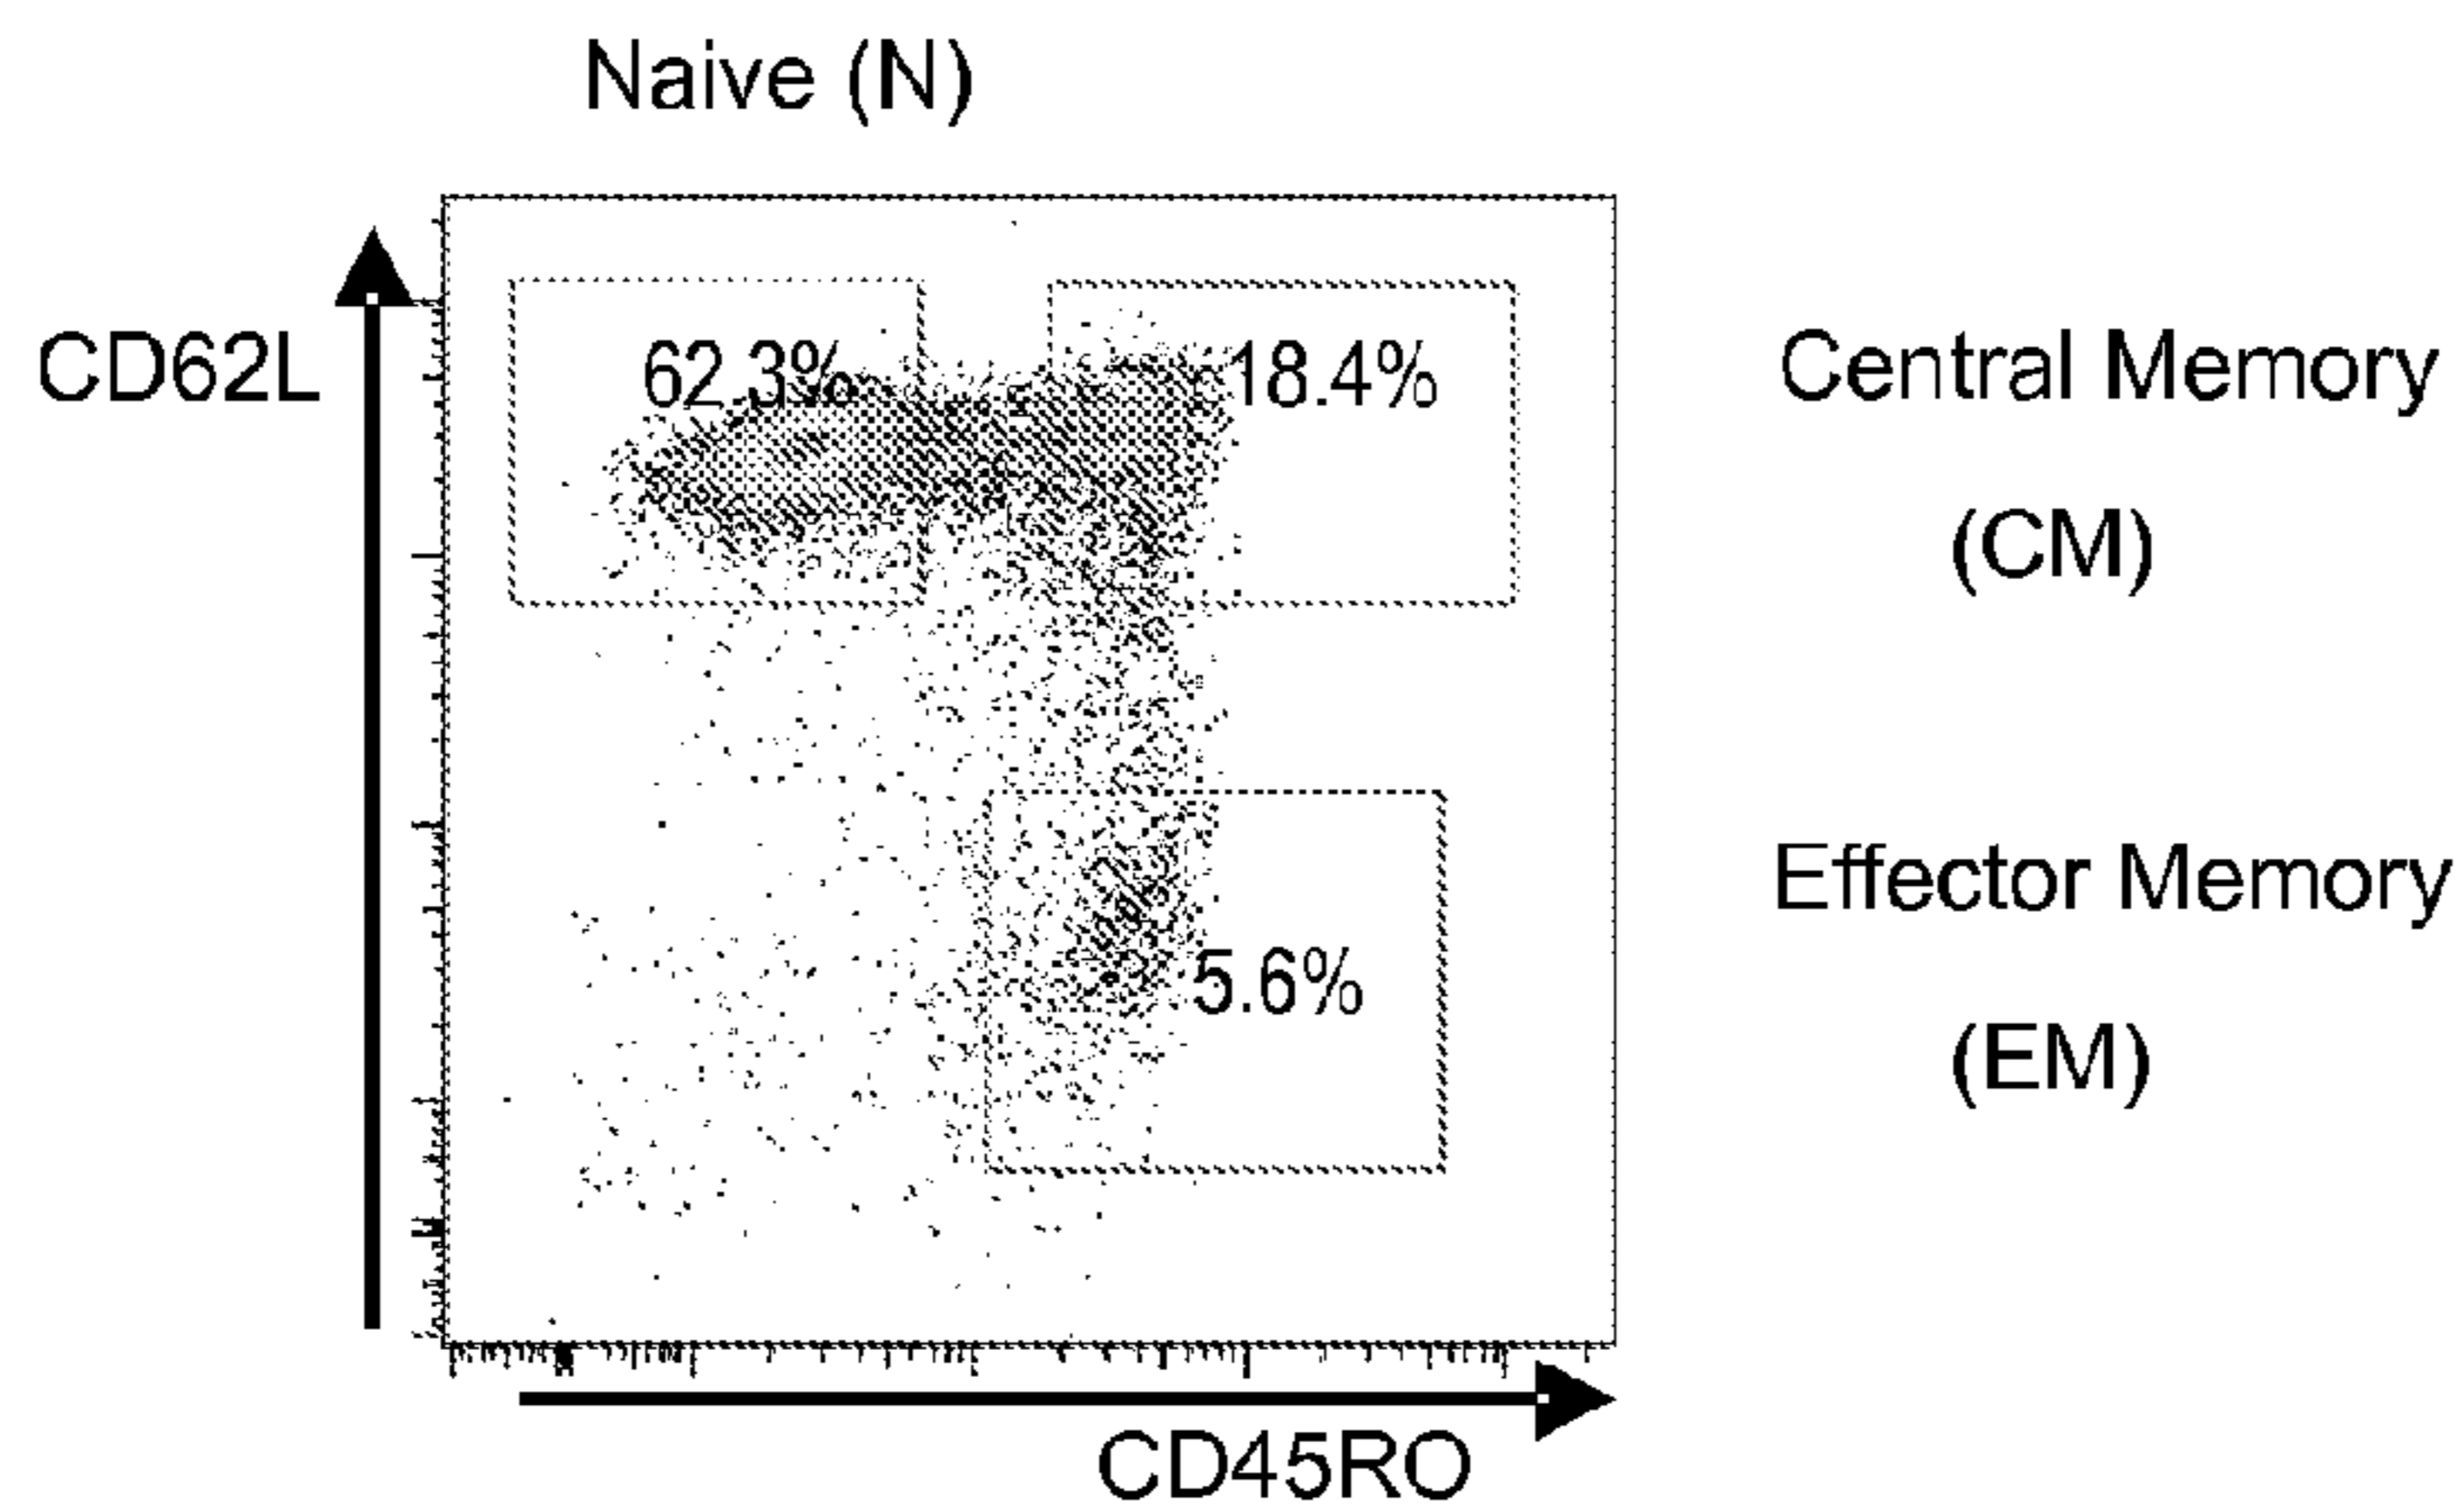 Naive (N)
CD62L
62.3%
18.4%
Central Memory
(CM)
Effector Memory
5.6%
(EM)
CD45RO